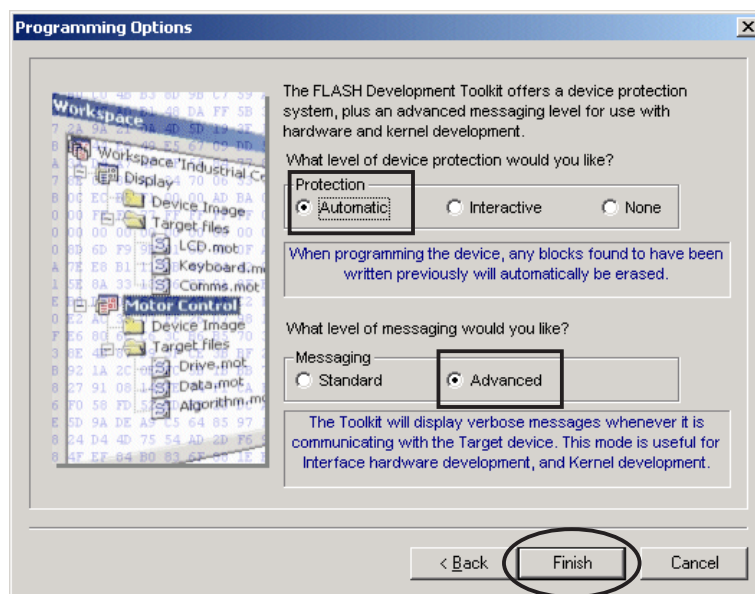 Programming Options
Workspace
Workspace 'Industrial Co
Display
Device Image
Target files
LCD.mot
Keyboard.m
Comms.mot
Motor Control
Device Image
Target files
Drive.mot
Data.mot
Algorithm.mo
The FLASH Development Toolkit offers a device protection
system, plus an advanced messaging level for use with
hardware and kernel development.
What level of device protection would you like?
Protection
Automatic Interactive None
When programming the device, any blocks found to have been
written previously will automatically be erased.
What level of messaging would you like?
Messaging
Standard Advanced
The Toolkit will display verbose messages whenever it is
communicating with the Target device. This mode is useful for
Interface hardware development, and Kernel development.
< Back Finish Cancel